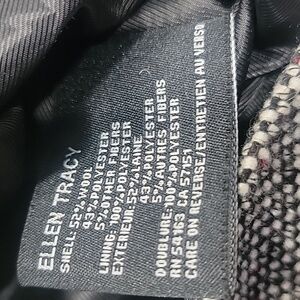 ELLEN TRACY
SHELL: 52% WOOL
43% POLYESTER
5% OTHER FIBERS
LINING: 100% POLYESTER
EXTERIEUR: 52% LAINE
43% POLYESTER
5% AUTRES FIBERS
DOUBLURE: 100% POLYESTER
RN 54163 CA 57151
CARE ON REVERSE/ENTRETIEN AU VERSO